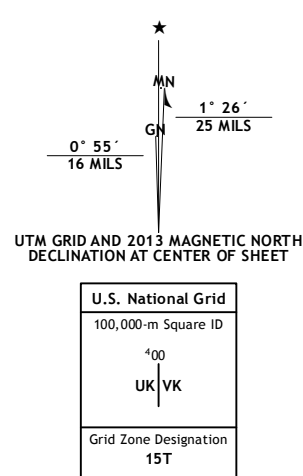 MN
1° 26´
25 MILS
GN
0° 55´
16 MILS
UTM GRID AND 2013 MAGNETIC NORTH
DECLINATION AT CENTER OF SHEET
U.S. National Grid
100,000-m Square ID
⁴00
UK VK
Grid Zone Designation
15T